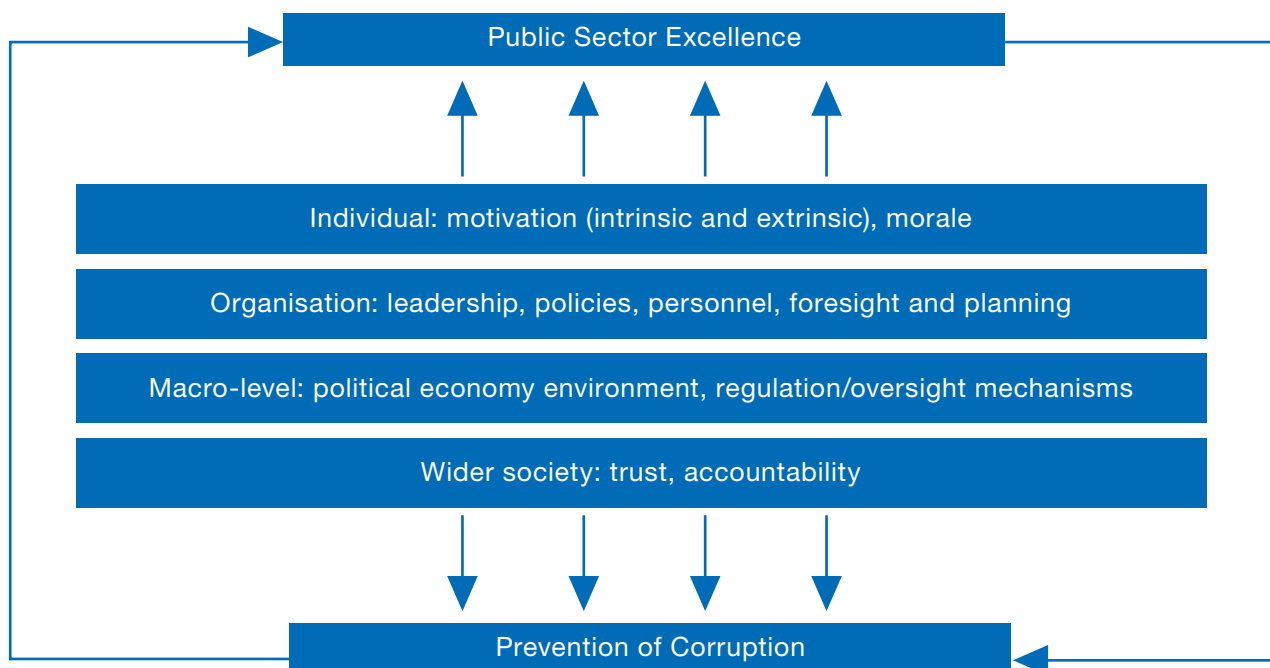 Public Sector Excellence
Individual: motivation (intrinsic and extrinsic), morale
Organisation: leadership, policies, personnel, foresight and planning
Macro-level: political economy environment, regulation/oversight mechanisms
Wider society: trust, accountability
Prevention of Corruption